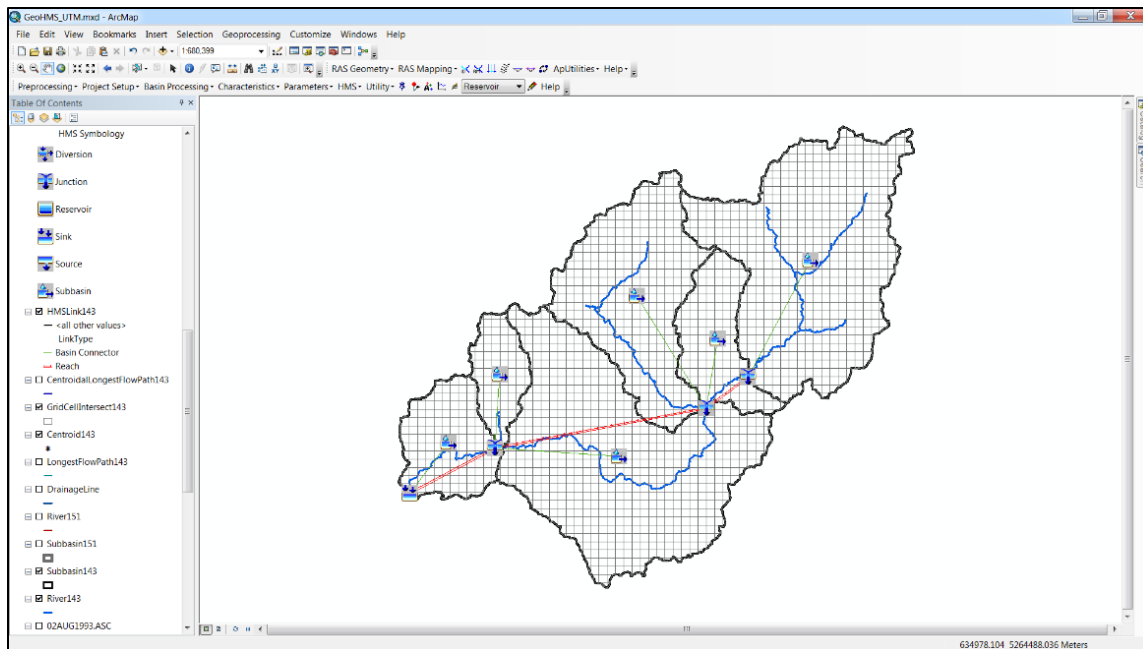 GeoHMS_UTM.mxd - ArcMap
File Edit View Bookmarks Insert Selection Geoprocessing Customize Windows Help
1:680,399
RAS Geometry RAS Mapping ApUtilities Help
Preprocessing Project Setup Basin Processing Characteristics Parameters HMS Utility Reservoir Help
Table Of Contents
HMS Symbology
Diversion
Junction
Reservoir
Sink
Source
Subbasin
HMSLink143
<all other values>
LinkType
Basin Connector
Reach
CentroidalLongestFlowPath143
GridCellIntersect143
Centroid143
LongestFlowPath143
DrainageLine
River151
Subbasin151
Subbasin143
River143
02AUG1993.ASC
634978.104 5264488.036 Meters